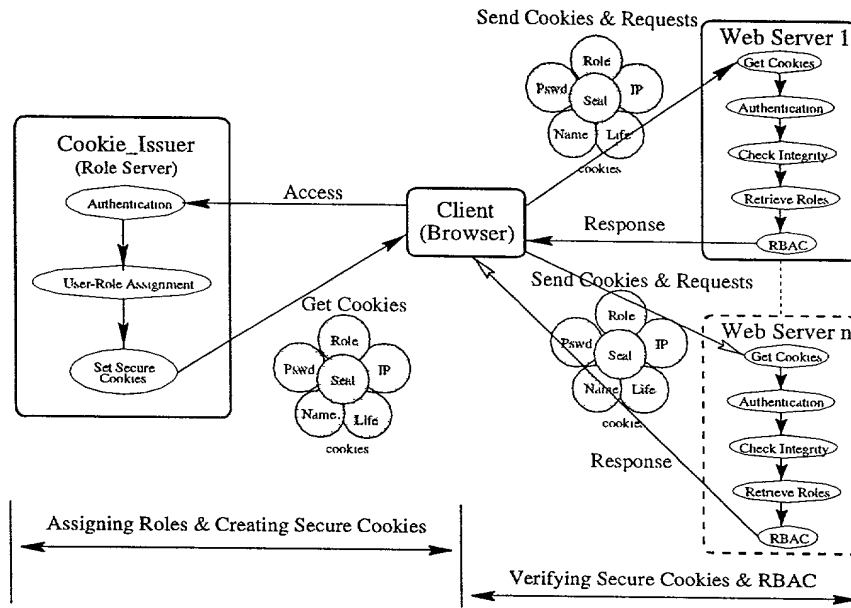 Send Cookies & Requests
Web Server 1
Role
Pswd
IP
Seal
Name
Life
cookies
Get Cookies
Authentication
Check Integrity
Retrieve Roles
RBAC
Cookie_Issuer
(Role Server)
Authentication
User-Role Assignment
Set Secure
Cookies
Access
Client
(Browser)
Response
Get Cookies
Role
Pswd
IP
Seal
Name
Life
cookies
Send Cookies & Requests
Role
Pswd
IP
Seal
Name
Life
cookies
Response
Web Server n
Get Cookies
Authentication
Check Integrity
Retrieve Roles
RBAC
Assigning Roles & Creating Secure Cookies
Verifying Secure Cookies & RBAC